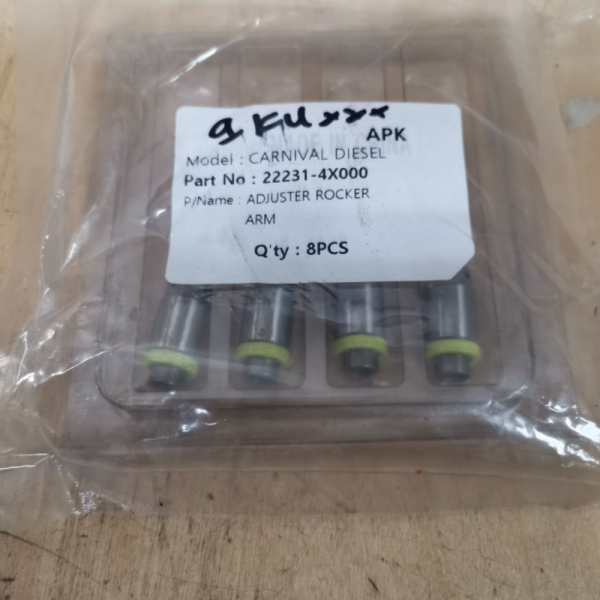 APK
Model : CARNIVAL DIESEL
Part No : 22231-4X000
P/Name : ADJUSTER ROCKER
ARM
Q'ty : 8PCS